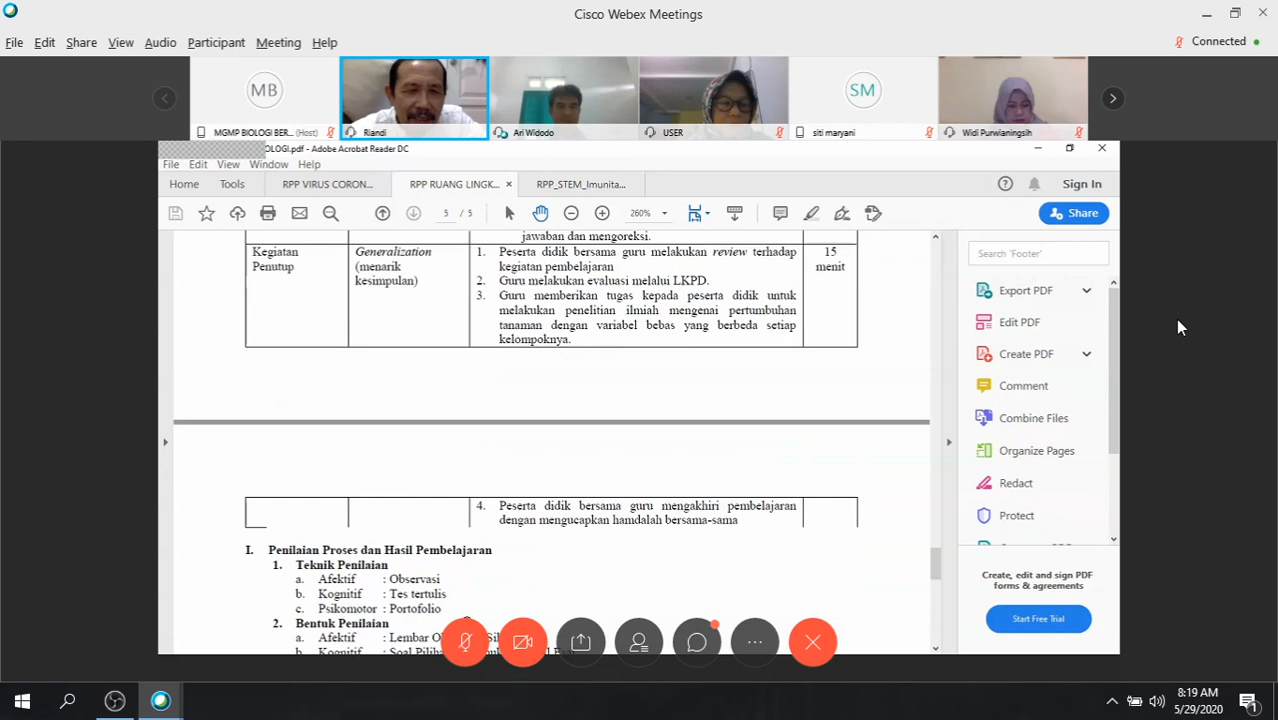 Cisco Webex Meetings
File Edit Share View Audio Participant Meeting Help
Connected
MB
SM
MGMP BIOLOGI BER... (Host)
Riandi
Ari Widodo
USER
siti maryani
Widi Purwianingsih
OLOGI.pdf - Adobe Acrobat Reader DC
File Edit View Window Help
Home Tools RPP VIRUS CORON... RPP RUANG LINGK... × RPP_STEM_Imunita... Sign In
5 / 5 260% Share
jawaban dan mengoreksi.
Kegiatan Penutup
Generalization
(menarik
kesimpulan)
1. Peserta didik bersama guru melakukan review terhadap
kegiatan pembelajaran
2. Guru melakukan evaluasi melalui LKPD.
3. Guru memberikan tugas kepada peserta didik untuk
melakukan penelitian ilmiah mengenai pertumbuhan
tanaman dengan variabel bebas yang berbeda setiap
kelompoknya.
15
menit
4. Peserta didik bersama guru mengakhiri pembelajaran
dengan mengucapkan hamdalah bersama-sama
I. Penilaian Proses dan Hasil Pembelajaran
1. Teknik Penilaian
a. Afektif : Observasi
b. Kognitif : Tes tertulis
c. Psikomotor : Portofolio
2. Bentuk Penilaian
a. Afektif : Lembar
b. Kognitif : Soal
Search 'Footer'
Export PDF
Edit PDF
Create PDF
Comment
Combine Files
Organize Pages
Redact
Protect
Create, edit and sign PDF
forms & agreements
Start Free Trial
8:19 AM
5/29/2020
1